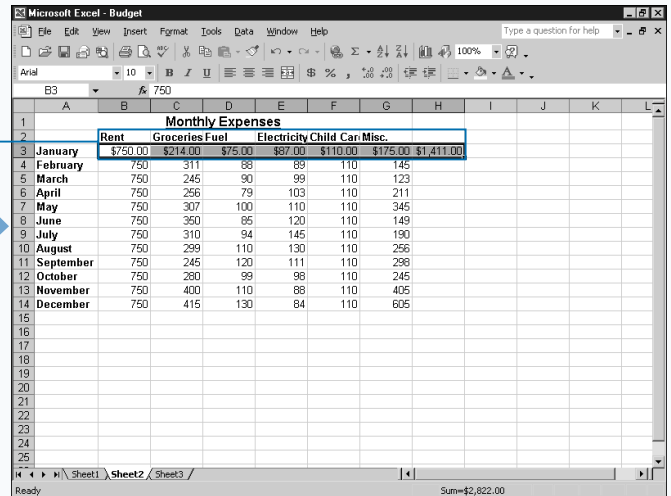 Microsoft Excel - Budget
File Edit View Insert Format Tools Data Window Help Type a question for help
100%
Arial 10 B I U $ % ,
B3 fx 750
A B C D E F G H I J K L
1 Monthly Expenses
2 Rent Groceries Fuel Electricity Child Car Misc.
3 January $750.00 $214.00 $75.00 $87.00 $110.00 $175.00 $1,411.00
4 February 750 311 88 89 110 145
5 March 750 245 90 99 110 123
6 April 750 256 79 103 110 211
7 May 750 307 100 110 110 345
8 June 750 350 85 120 110 149
9 July 750 310 94 145 110 190
10 August 750 299 110 130 110 256
11 September 750 245 120 111 110 298
12 October 750 280 99 98 110 245
13 November 750 400 110 88 110 405
14 December 750 415 130 84 110 605
15
16
17
18
19
20
21
22
23
24
25
Sheet1 Sheet2 Sheet3
Ready Sum=$2,822.00